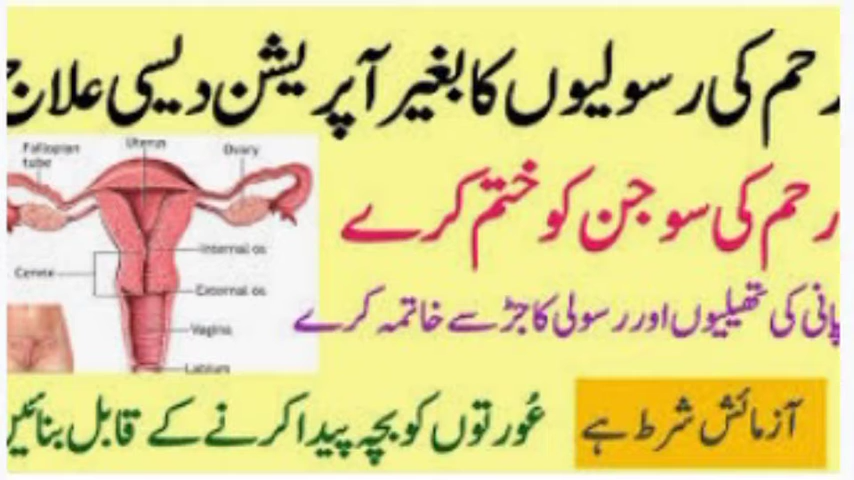 رحم کی رسولیوں کا بغیر آپریشن دیسی علاج
رحم کی سوجن کو ختم کرے
پانی کی تھیلیوں اور رسولی کا جڑ سے خاتمہ کرے
آزمائش شرط ہے
عورتوں کو بچہ پیدا کرنے کے قابل بنائیں
Fallopian tube
Uterus
Ovary
Internal os
Cervix
External os
Vagina
Labium